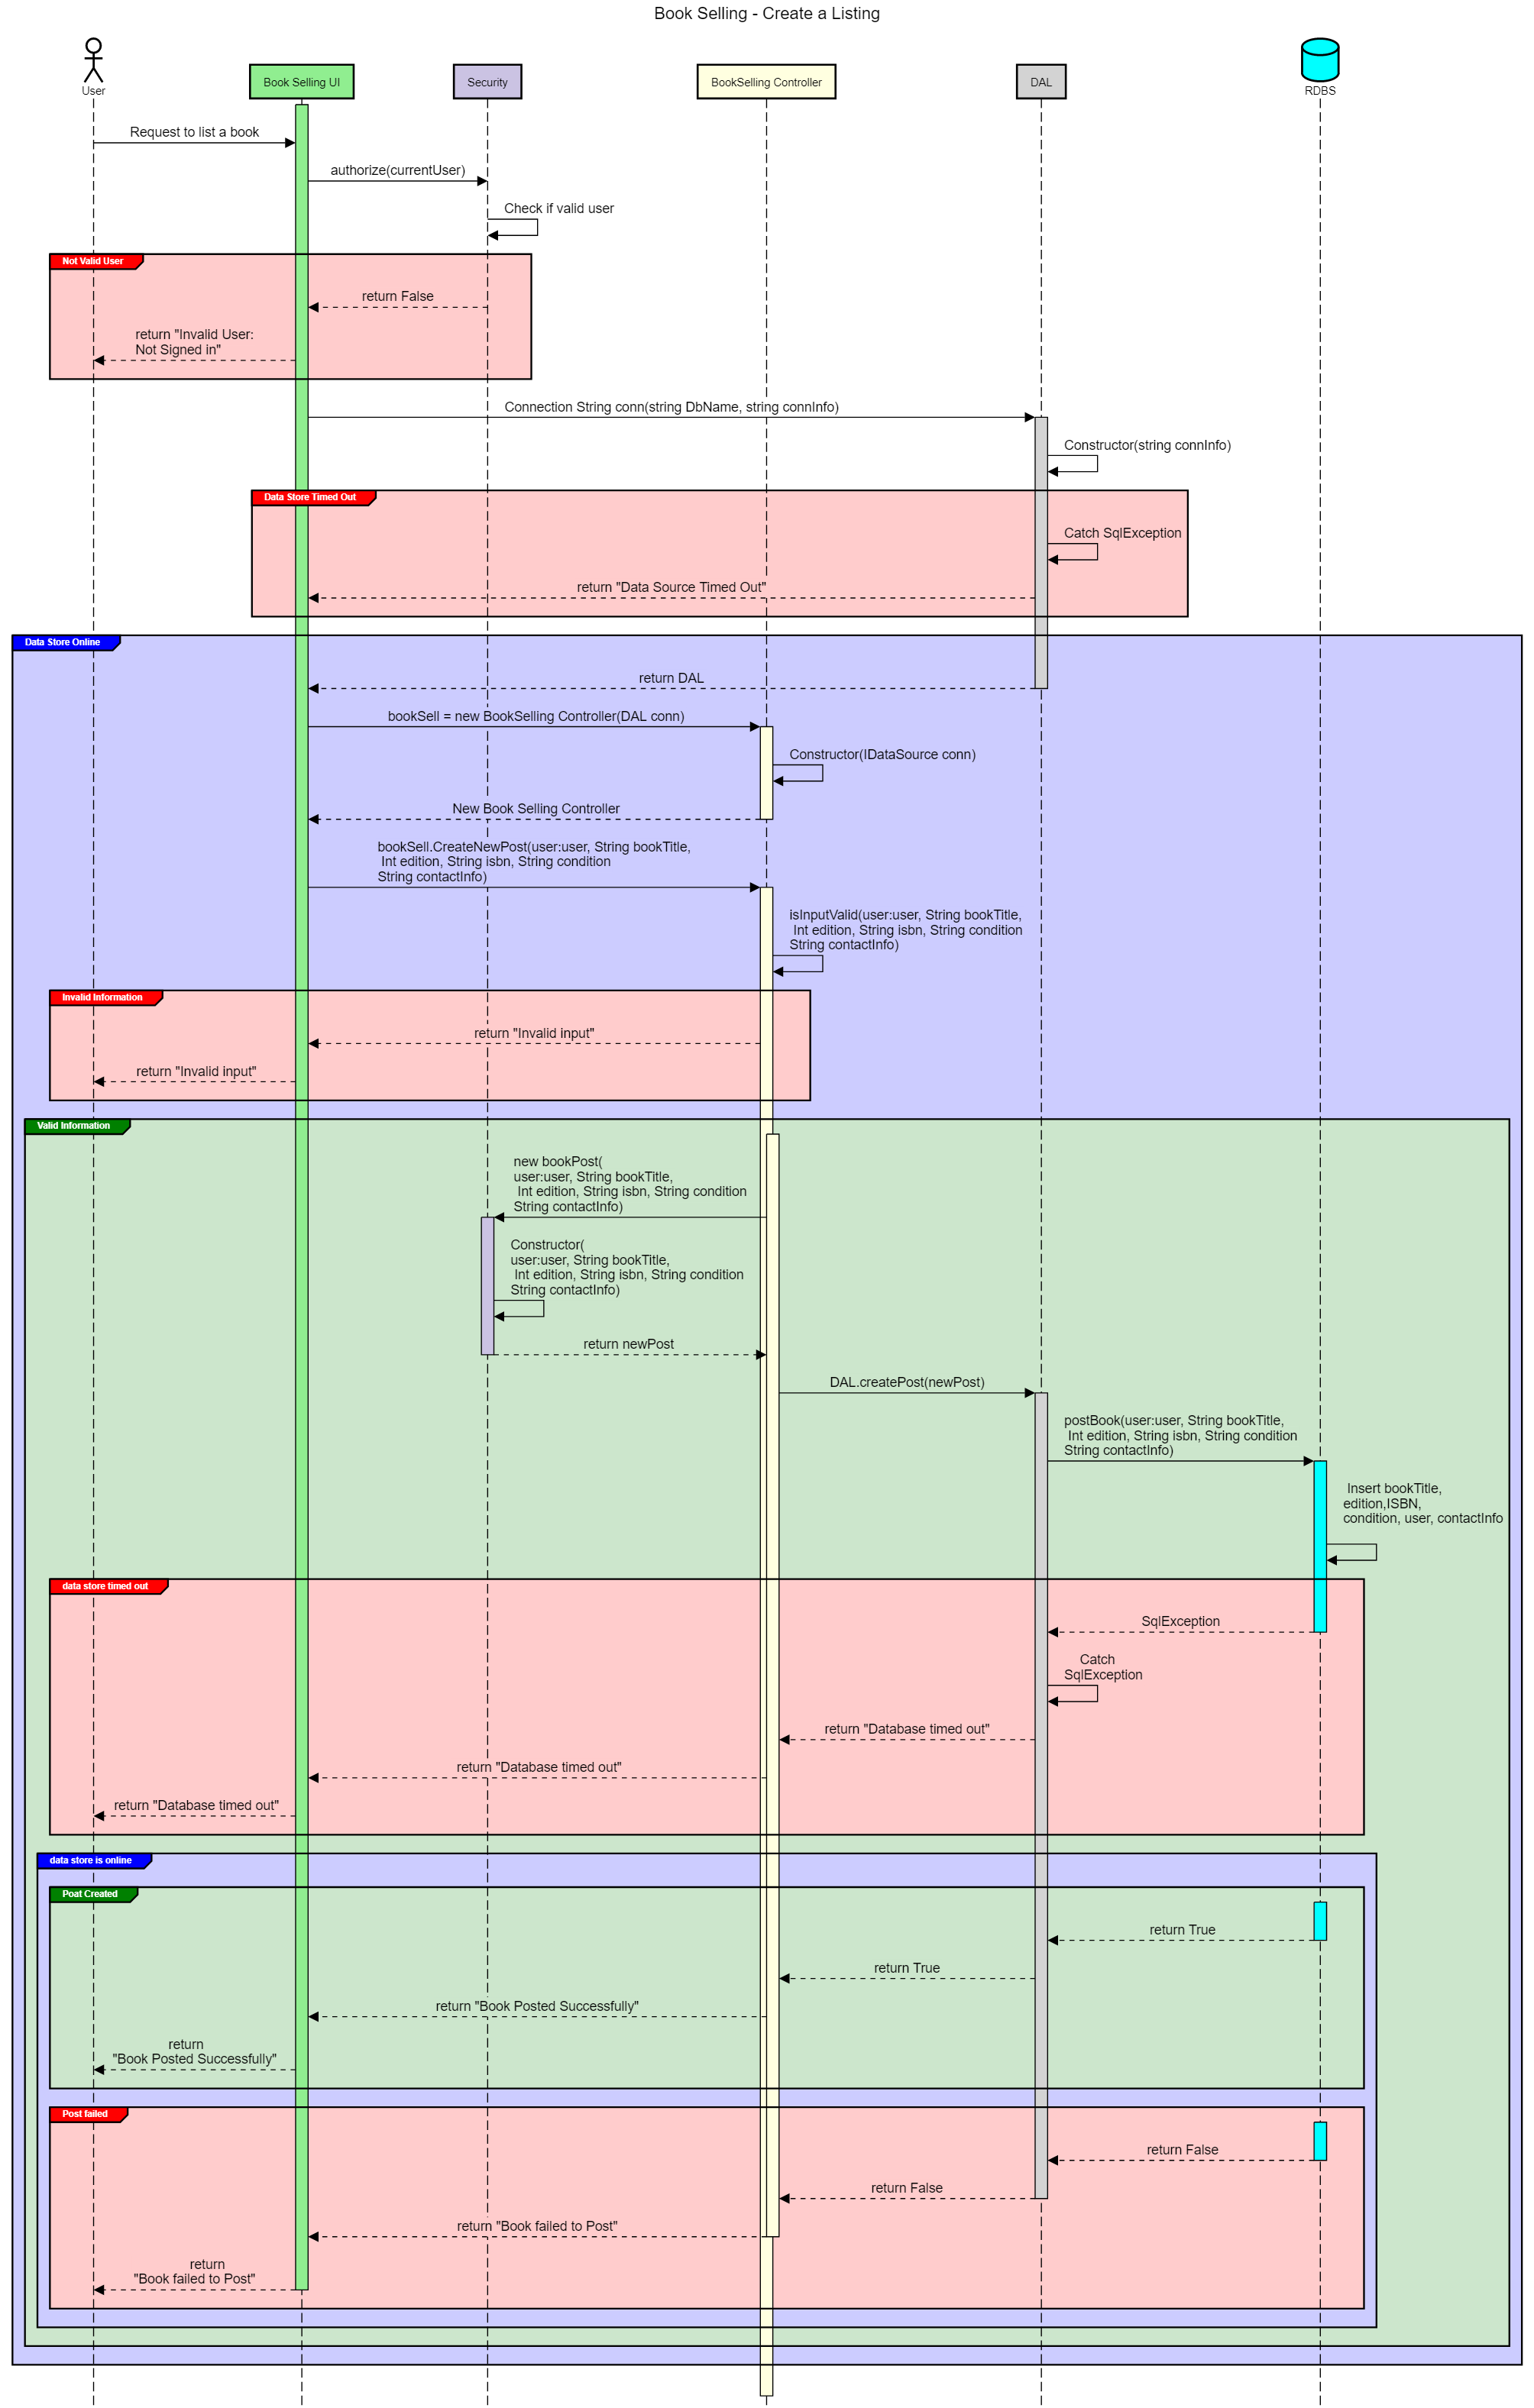 Book Selling - Create a Listing
User
Book Selling UI
Security
BookSelling Controller
DAL
RDBS
Request to list a book
authorize(currentUser)
Check if valid user
Not Valid User
return False
return "Invalid User:
Not Signed in"
Connection String conn(string DbName, string connInfo)
Constructor(string connInfo)
Data Store Timed Out
Catch SqlException
return "Data Source Timed Out"
Data Store Online
return DAL
bookSell = new BookSelling Controller(DAL conn)
Constructor(IDataSource conn)
New Book Selling Controller
bookSell.CreateNewPost(user:user, String bookTitle,
Int edition, String isbn, String condition
String contactInfo)
isInputValid(user:user, String bookTitle,
Int edition, String isbn, String condition
String contactInfo)
Invalid Information
return "Invalid input"
return "Invalid input"
Valid Information
new bookPost(
user:user, String bookTitle,
Int edition, String isbn, String condition
String contactInfo)
Constructor(
user:user, String bookTitle,
Int edition, String isbn, String condition
String contactInfo)
return newPost
DAL.createPost(newPost)
postBook(user:user, String bookTitle,
Int edition, String isbn, String condition
String contactInfo)
Insert bookTitle,
edition,ISBN,
condition, user, contactInfo
data store timed out
SqlException
Catch
SqlException
return "Database timed out"
return "Database timed out"
return "Database timed out"
data store is online
Poat Created
return True
return True
return "Book Posted Successfully"
return
"Book Posted Successfully"
Post failed
return False
return False
return "Book failed to Post"
return
"Book failed to Post"